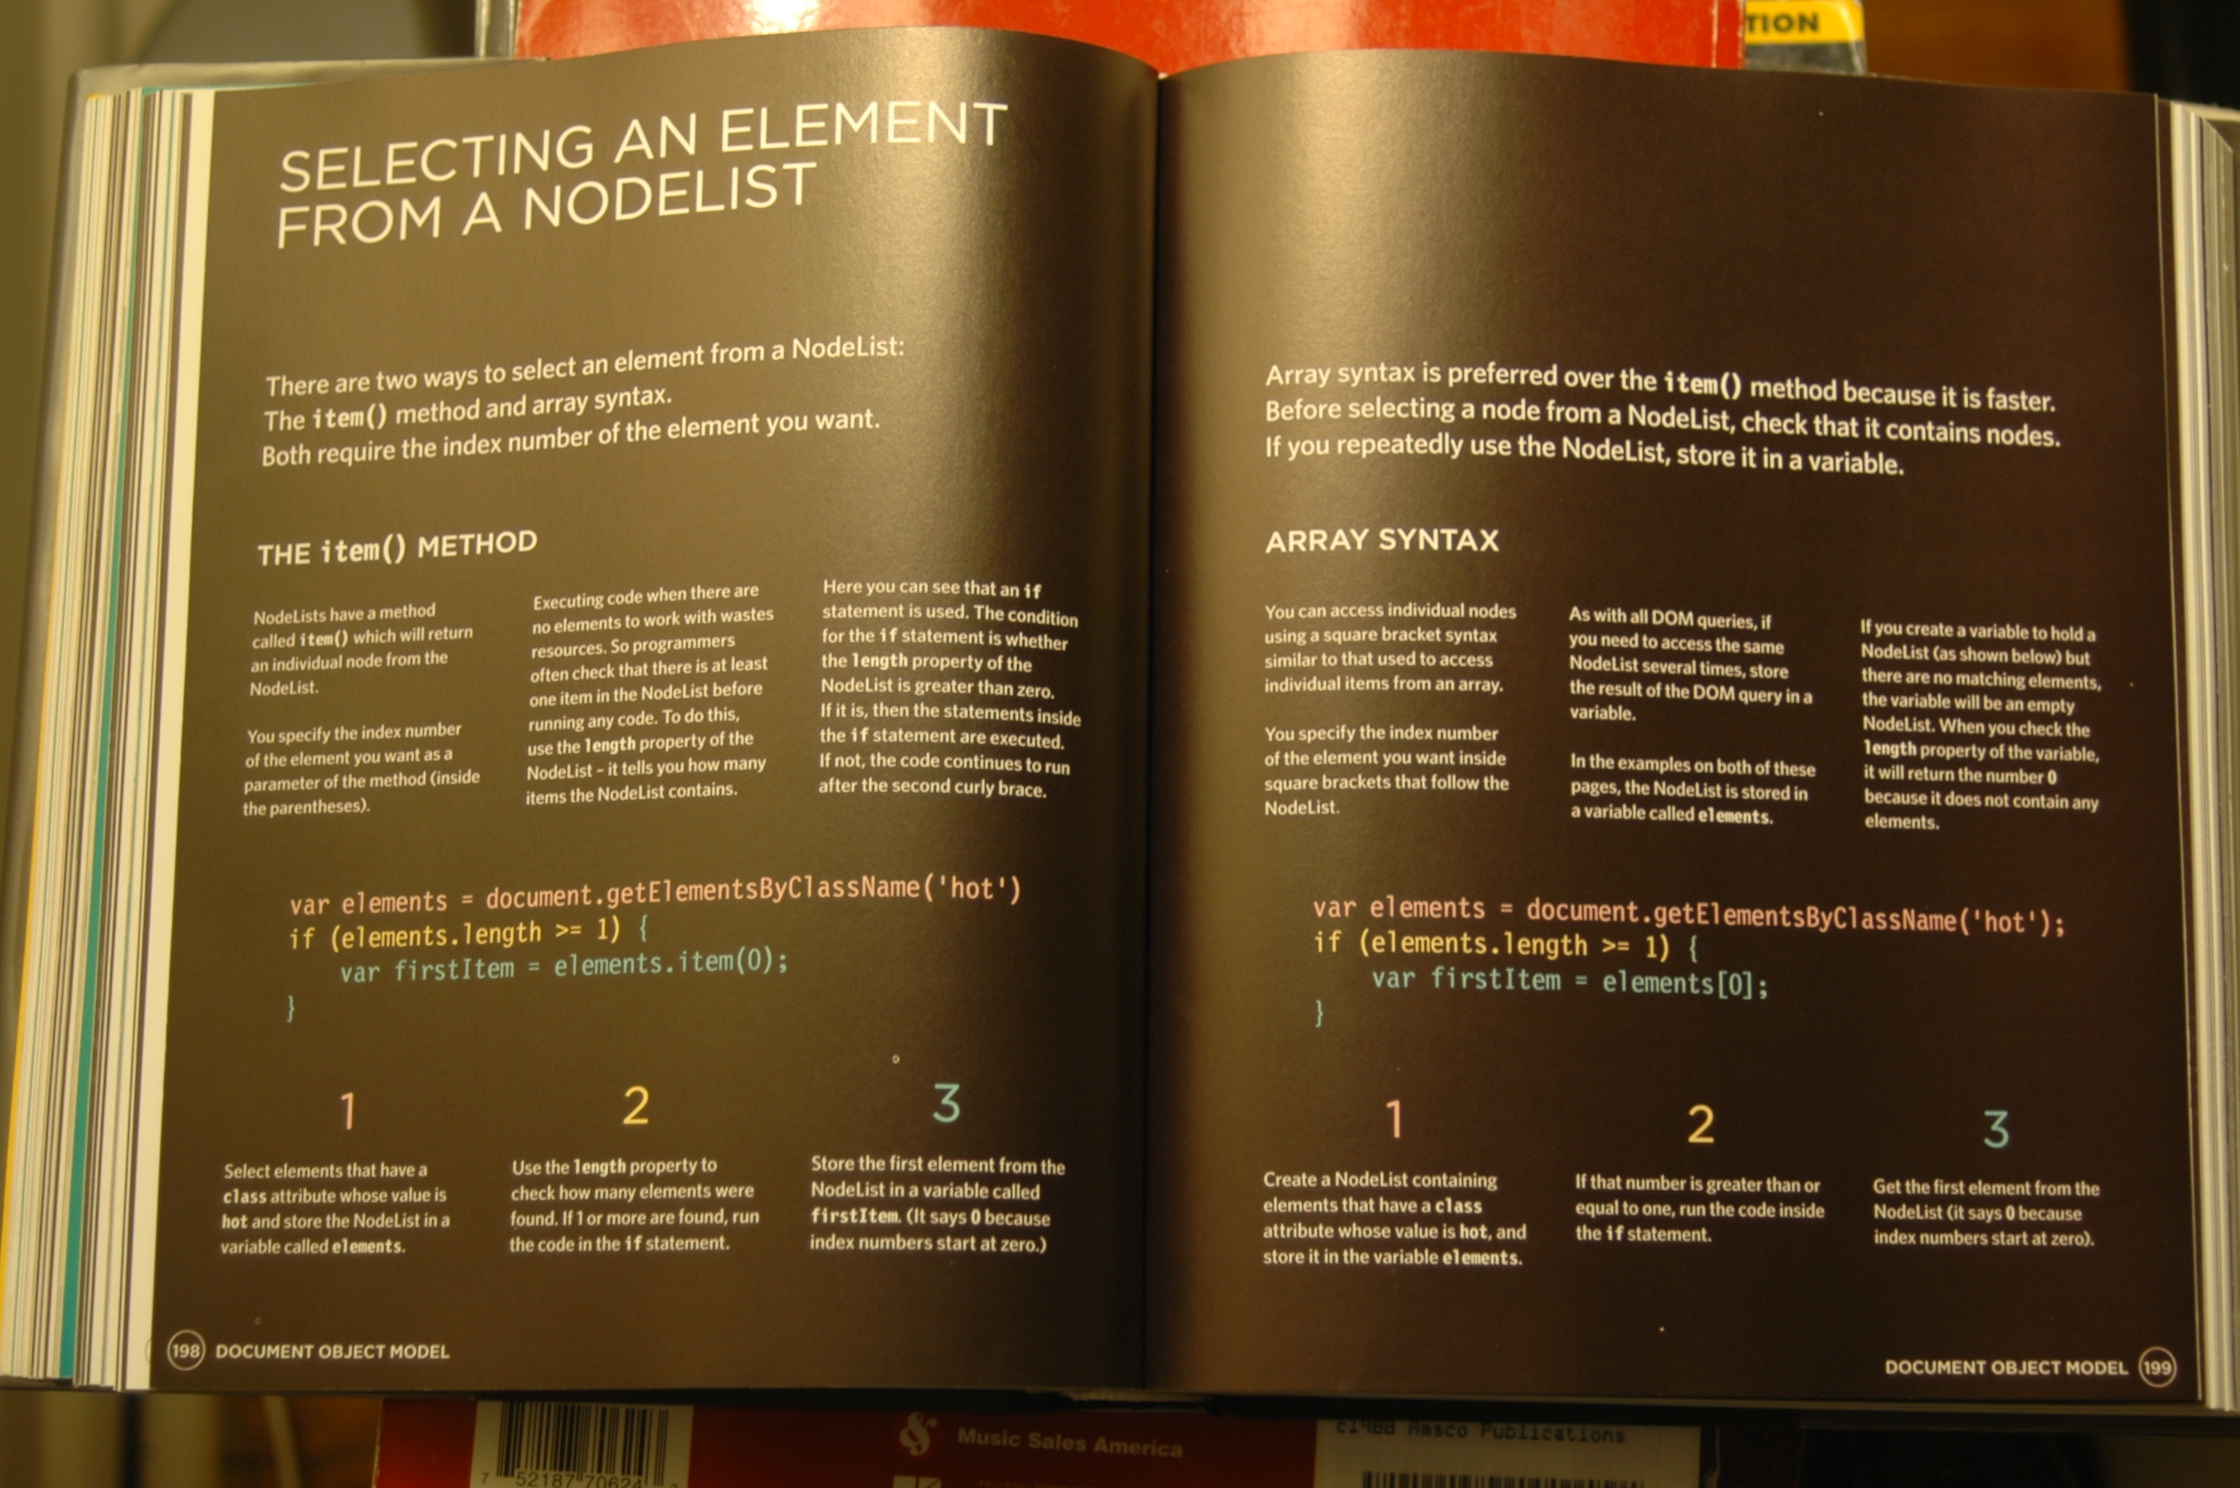 TION
SELECTING AN ELEMENT
FROM A NODELIST
There are two ways to select an element from a NodeList:
The item() method and array syntax.
Both require the index number of the element you want.
THE item() METHOD
NodeLists have a method
called item() which will return
an individual node from the
NodeList.
You specify the index number
of the element you want as a
parameter of the method (inside
the parentheses).
Executing code when there are
no elements to work with wastes
resources. So programmers
often check that there is at least
one item in the NodeList before
running any code. To do this,
use the length property of the
NodeList – it tells you how many
items the NodeList contains.
Here you can see that an if
statement is used. The condition
for the if statement is whether
the length property of the
NodeList is greater than zero.
If it is, then the statements inside
the if statement are executed.
If not, the code continues to run
after the second curly brace.
var elements = document.getElementsByClassName('hot')
if (elements.length >= 1) {
var firstItem = elements.item(0);
}
1
Select elements that have a
class attribute whose value is
hot and store the NodeList in a
variable called elements.
2
Use the length property to
check how many elements were
found. If 1 or more are found, run
the code in the if statement.
3
Store the first element from the
NodeList in a variable called
firstItem. (It says 0 because
index numbers start at zero.)
198 DOCUMENT OBJECT MODEL
Array syntax is preferred over the item() method because it is faster.
Before selecting a node from a NodeList, check that it contains nodes.
If you repeatedly use the NodeList, store it in a variable.
ARRAY SYNTAX
You can access individual nodes
using a square bracket syntax
similar to that used to access
individual items from an array.
You specify the index number
of the element you want inside
square brackets that follow the
NodeList.
As with all DOM queries, if
you need to access the same
NodeList several times, store
the result of the DOM query in a
variable.
In the examples on both of these
pages, the NodeList is stored in
a variable called elements.
If you create a variable to hold a
NodeList (as shown below) but
there are no matching elements,
the variable will be an empty
NodeList. When you check the
length property of the variable,
it will return the number 0
because it does not contain any
elements.
var elements = document.getElementsByClassName('hot');
if (elements.length >= 1) {
var firstItem = elements[0];
}
1
Create a NodeList containing
elements that have a class
attribute whose value is hot, and
store it in the variable elements.
2
If that number is greater than or
equal to one, run the code inside
the if statement.
3
Get the first element from the
NodeList (it says 0 because
index numbers start at zero).
DOCUMENT OBJECT MODEL 199
7 52187 70624
Music Sales America
c1988 Amsco Publications